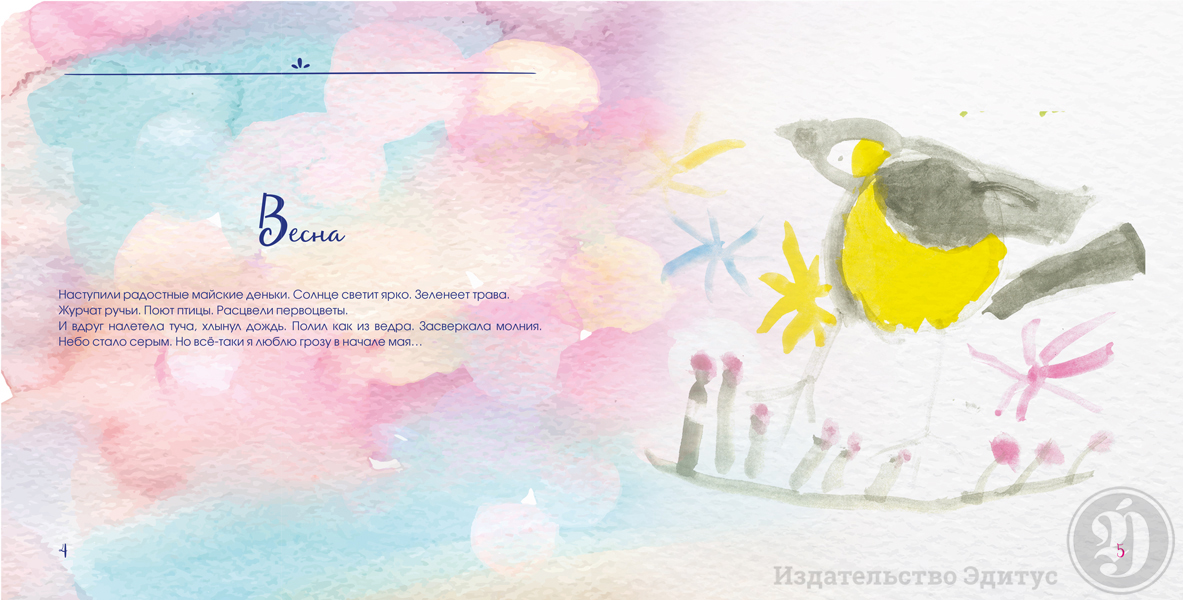 Весна
Наступили радостные майские деньки. Солнце светит ярко. Зеленеет трава.
Журчат ручьи. Поют птицы. Расцвели первоцветы.
И вдруг налетела туча, хлынул дождь. Полил как из ведра. Засверкала молния.
Небо стало серым. Но всё-таки я люблю грозу в начале мая...
4
5
Издательство Эдитус